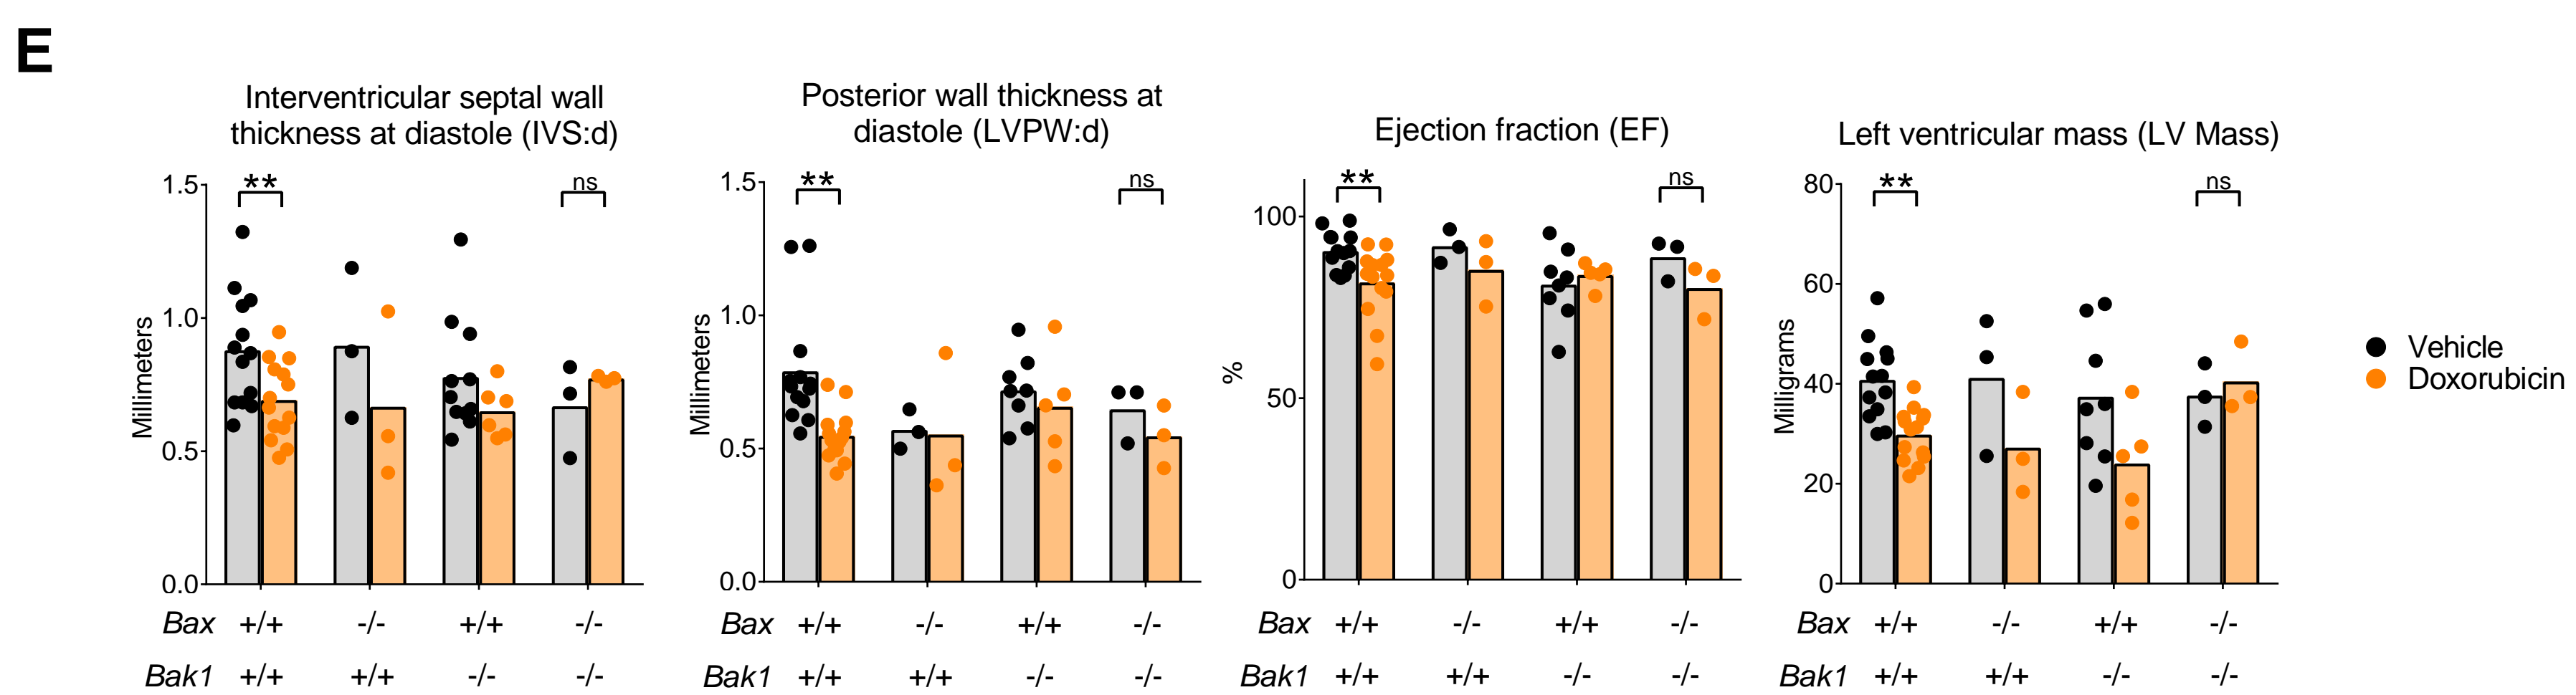 E
Interventricular septal wall
thickness at diastole (IVS:d)
Millimeters
1.5
1.0
0.5
0.0
**
ns
Bax +/+ -/- +/+ -/-
Bak1 +/+ +/+ -/- -/-
Posterior wall thickness at
diastole (LVPW:d)
Millimeters
1.5
1.0
0.5
0.0
**
ns
Bax +/+ -/- +/+ -/-
Bak1 +/+ +/+ -/- -/-
Ejection fraction (EF)
%
100
50
0
**
ns
Bax +/+ -/- +/+ -/-
Bak1 +/+ +/+ -/- -/-
Left ventricular mass (LV Mass)
Milligrams
80
60
40
20
0
**
ns
Bax +/+ -/- +/+ -/-
Bak1 +/+ +/+ -/- -/-
Vehicle
Doxorubicin